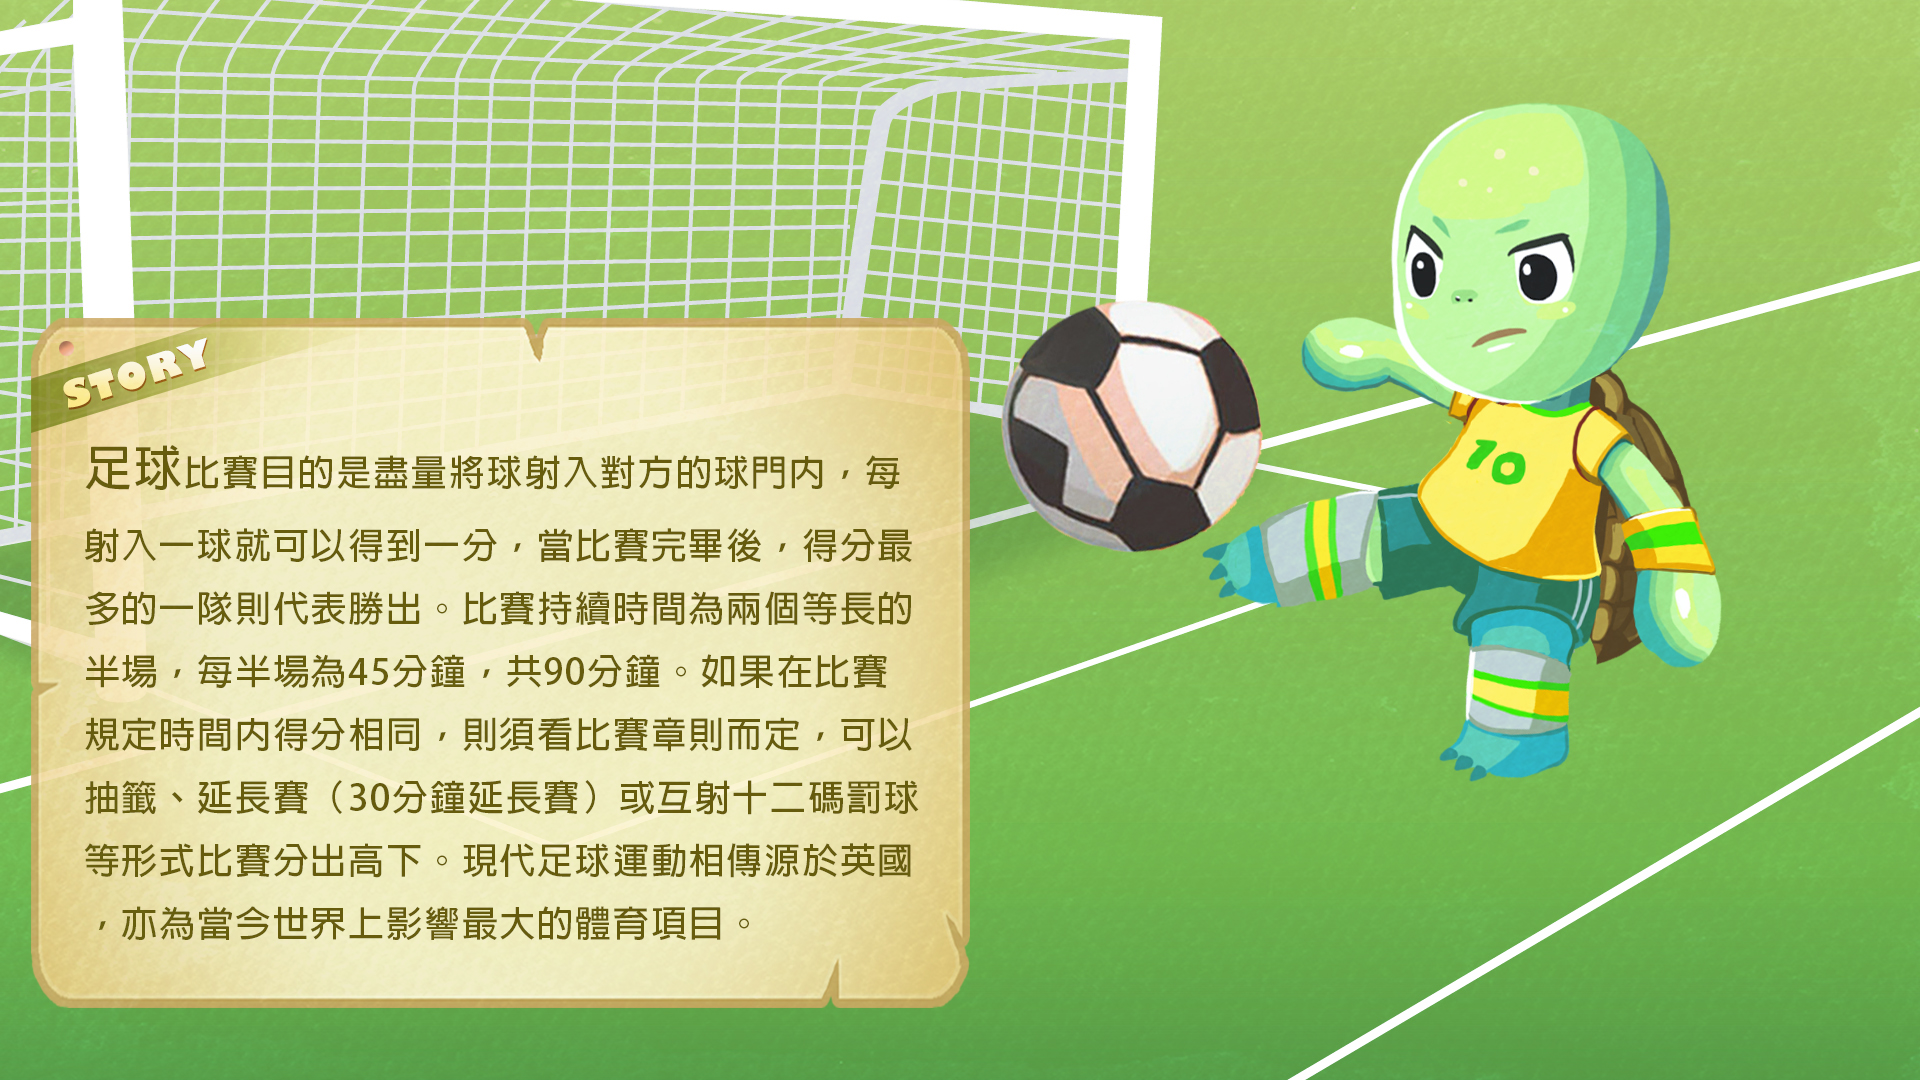 STORY
足球比賽目的是盡量將球射入對方的球門内，每
射入一球就可以得到一分，當比賽完畢後，得分最
多的一隊則代表勝出。比賽持續時間為兩個等長的
半場，每半場為45分鐘，共90分鐘。如果在比賽
規定時間内得分相同，則須看比賽章則而定，可以
抽籤、延長賽（30分鐘延長賽）或互射十二碼罰球
等形式比賽分出高下。現代足球運動相傳源於英國
，亦為當今世界上影響最大的體育項目。
10